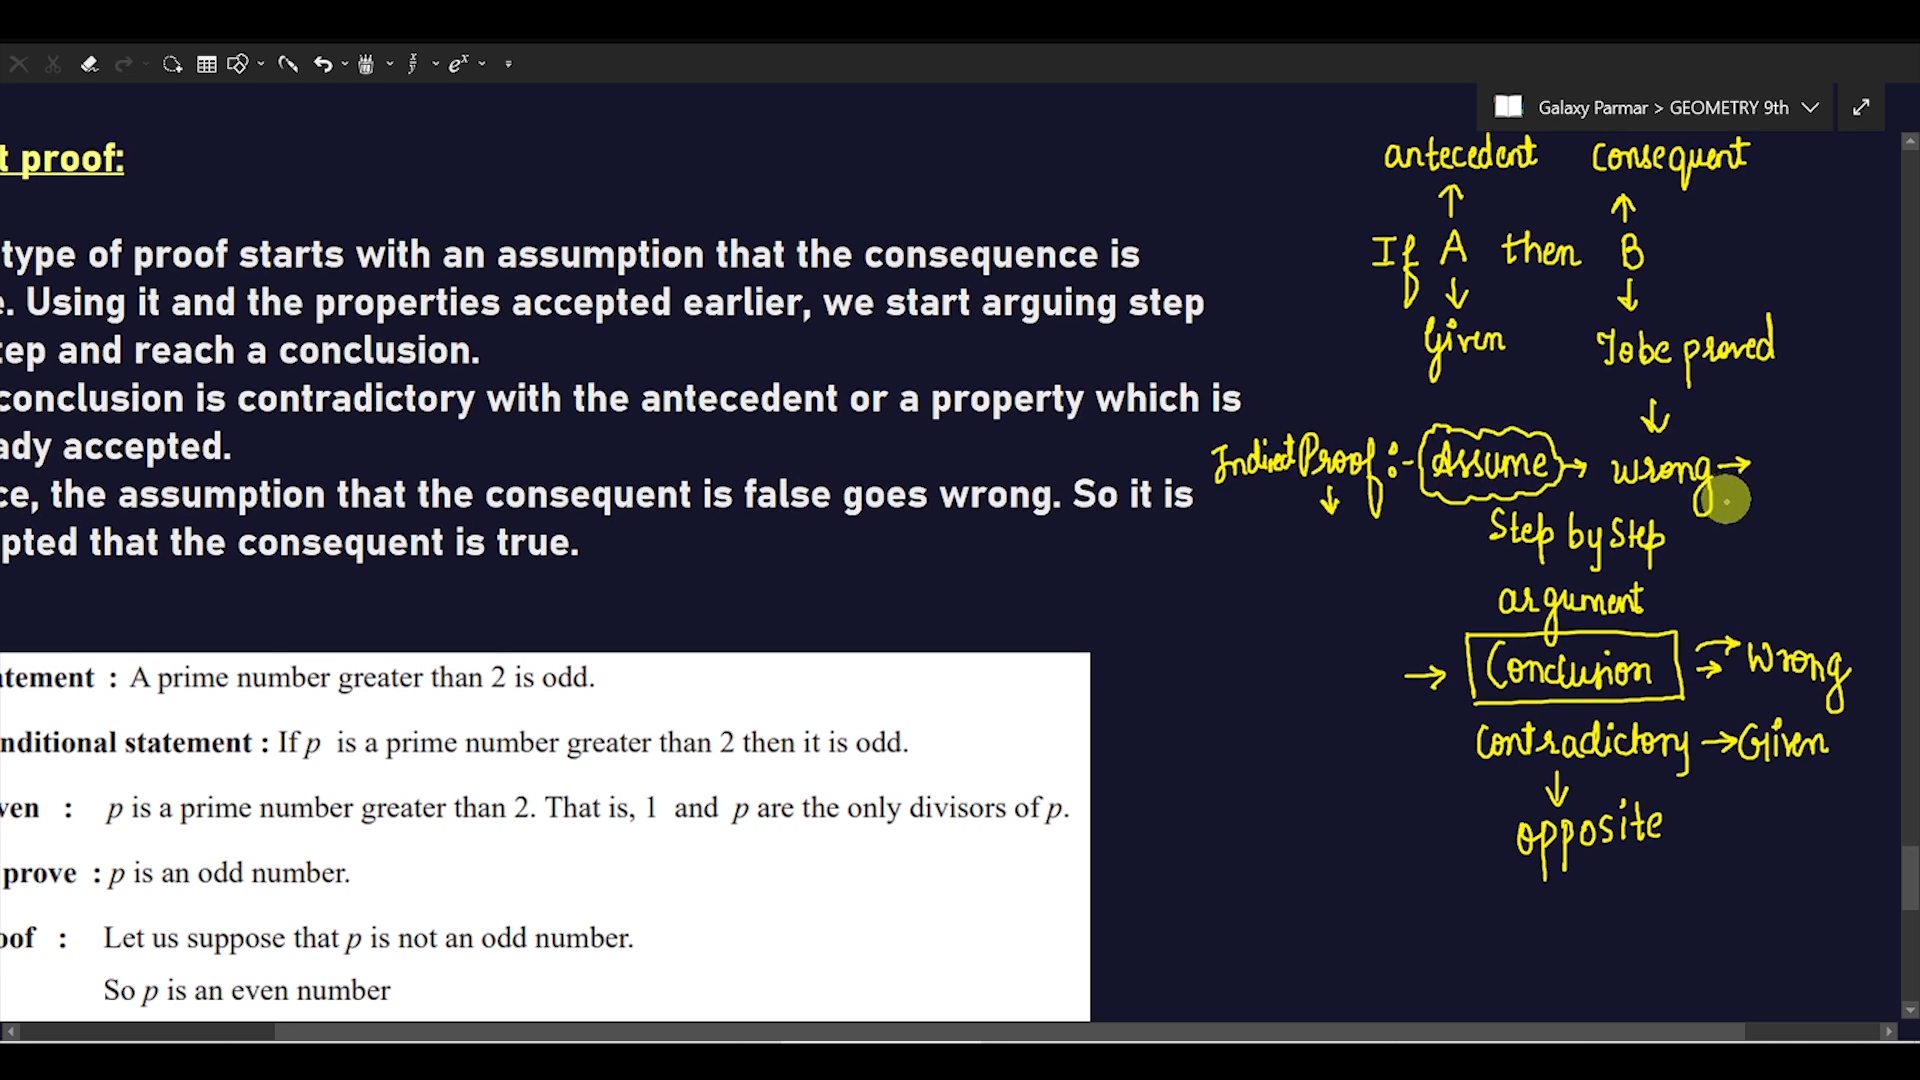 Galaxy Parmar > GEOMETRY 9th
t proof:
type of proof starts with an assumption that the consequence is
e. Using it and the properties accepted earlier, we start arguing step
tep and reach a conclusion.
conclusion is contradictory with the antecedent or a property which is
ady accepted.
ce, the assumption that the consequent is false goes wrong. So it is
pted that the consequent is true.
atement : A prime number greater than 2 is odd.
nditional statement : If p is a prime number greater than 2 then it is odd.
ven : p is a prime number greater than 2. That is, 1 and p are the only divisors of p.
prove : p is an odd number.
oof : Let us suppose that p is not an odd number.
So p is an even number
antecedent consequent
↑ ↑
If A then B
↓ ↓
Given To be proved
↓
Indirect Proof :- Assume → wrong →
↓
Step by Step
argument
→ Conclusion → → Wrong
Contradictory → Given
↓
opposite